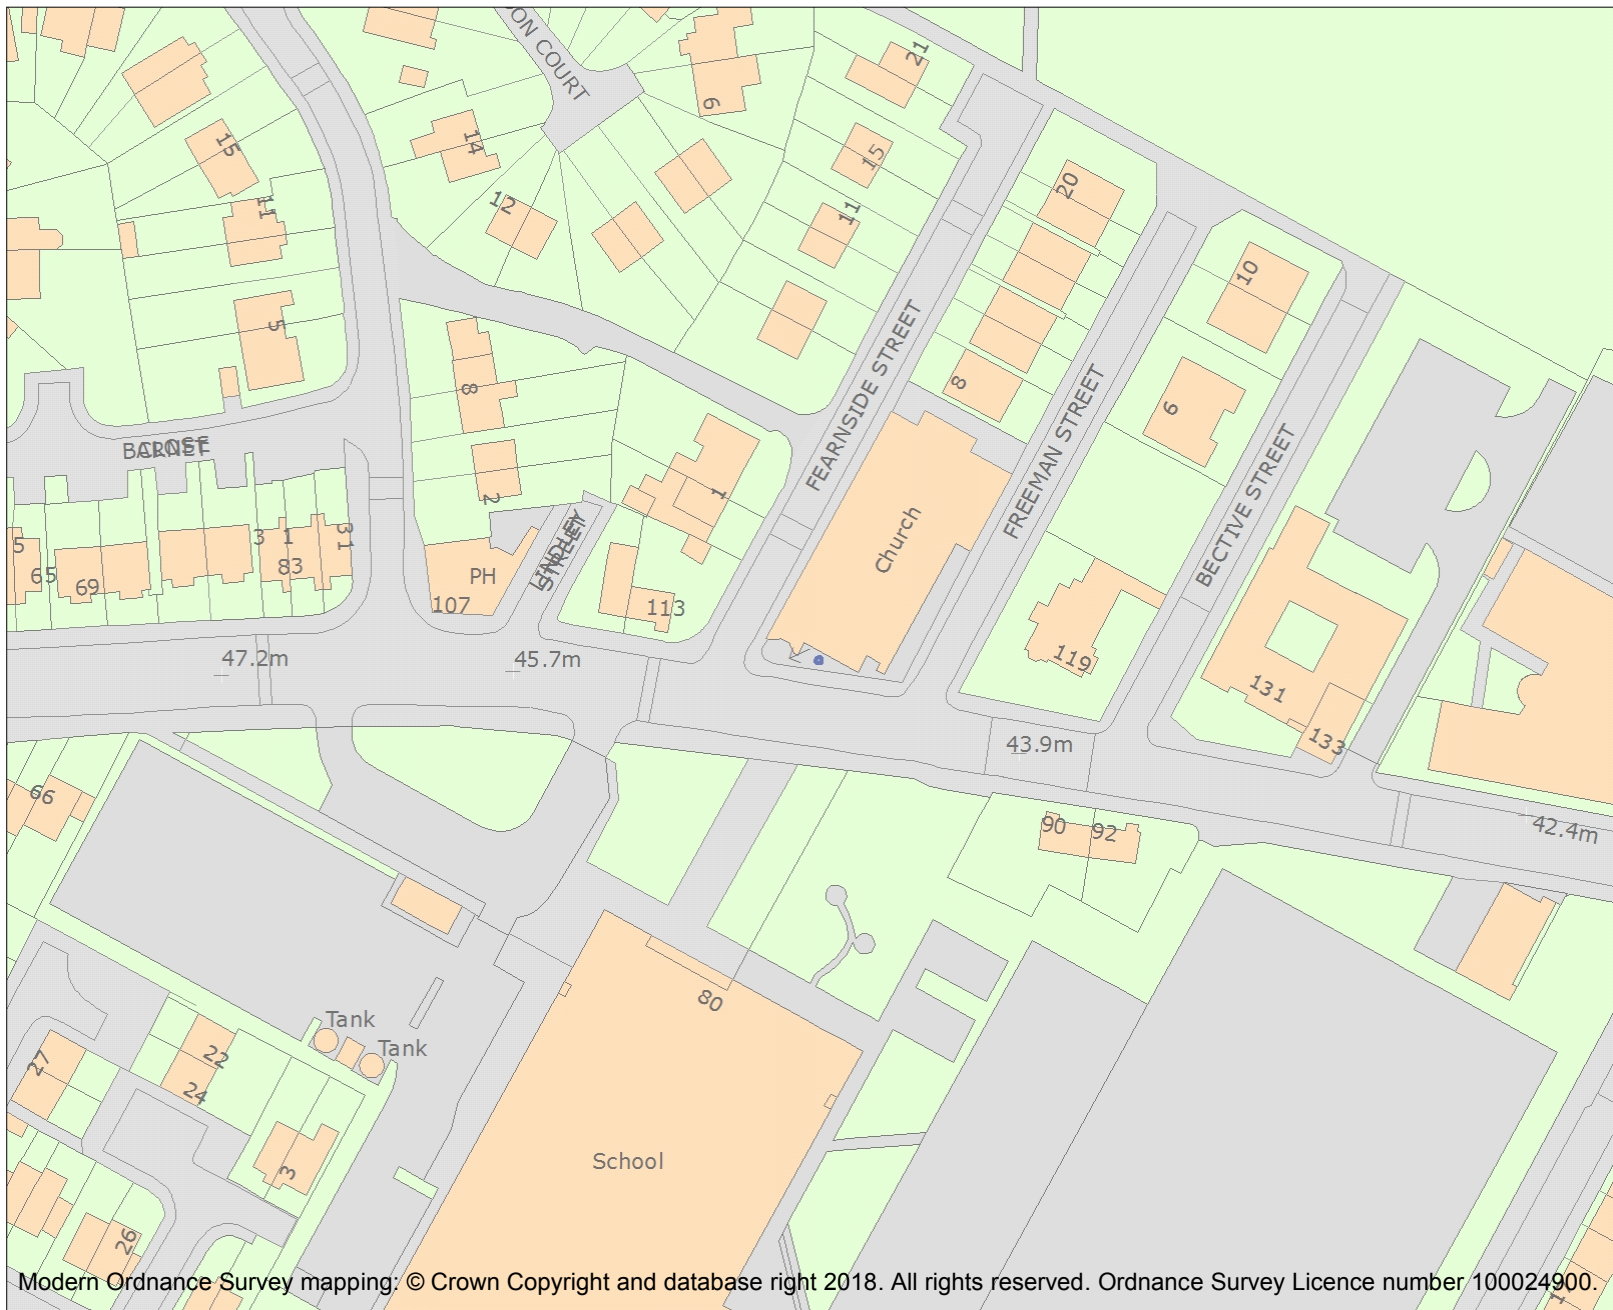 ON COURT
21
6
14
15
15
12
11
11
20
10
5
8
8
6
FEARNSIDE STREET
FREEMAN STREET
BECTIVE STREET
BARNET
CLOSE
2
1
LINDLEY
STREET
Church
5
65
69
3
1
83
31
PH
107
113
119
131
133
47.2m
45.7m
43.9m
42.4m
66
90
92
80
Tank
Tank
27
22
24
3
26
School
Modern Ordnance Survey mapping: © Crown Copyright and database right 2018. All rights reserved. Ordnance Survey Licence number 100024900.